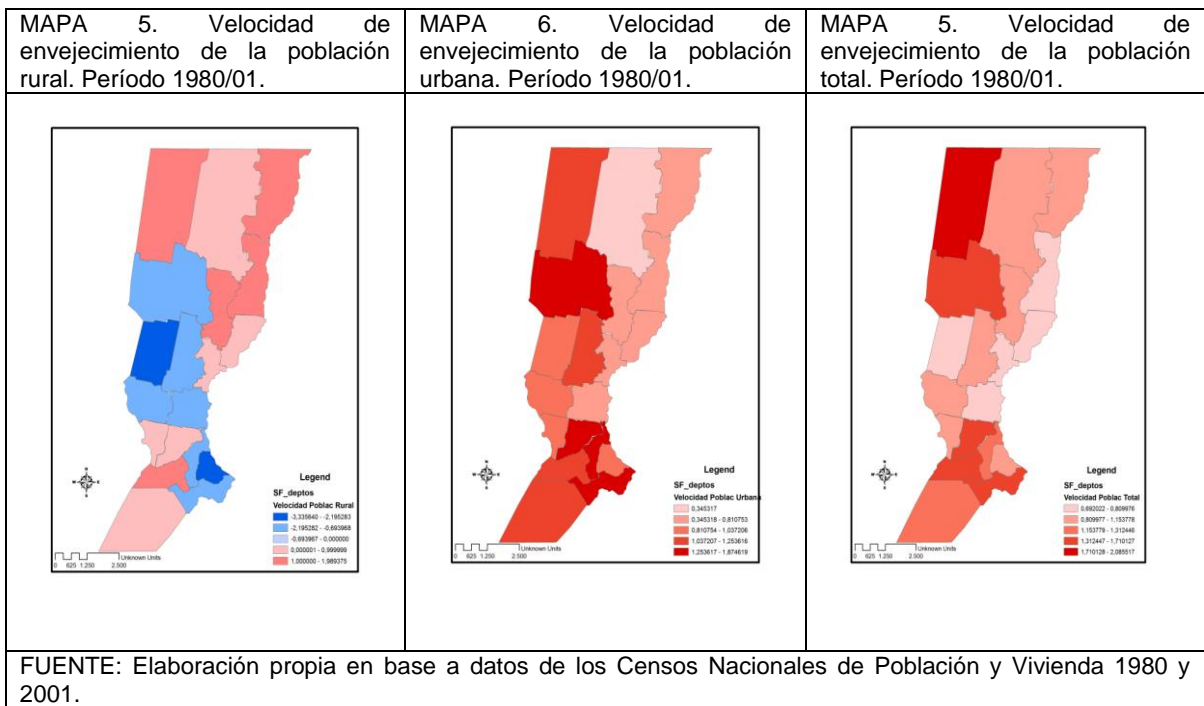 MAPA 5. Velocidad de
envejecimiento de la población
rural. Período 1980/01.
MAPA 6. Velocidad de
envejecimiento de la población
urbana. Período 1980/01.
MAPA 5. Velocidad de
envejecimiento de la población
total. Período 1980/01.
Legend
SF_deptos
Velocidad Poblac Rural
-3,335640 - -2,195283
-2,195282 - -0,693968
-0,693967 - 0,000000
0,000001 - 0,999999
1,000000 - 1,989375
Unknown Units
0 625 1.250 2.500
Legend
SF_deptos
Velocidad Poblac Urbana
0,345317
0,345318 - 0,810753
0,810754 - 1,037206
1,037207 - 1,253616
1,253617 - 1,874619
Unknown Units
0 625 1.250 2.500
Legend
SF_deptos
Velocidad Poblac Total
0,692022 - 0,809976
0,809977 - 1,153778
1,153779 - 1,312446
1,312447 - 1,710127
1,710128 - 2,085517
Unknown Units
0 625 1.250 2.500
FUENTE: Elaboración propia en base a datos de los Censos Nacionales de Población y Vivienda 1980 y
2001.